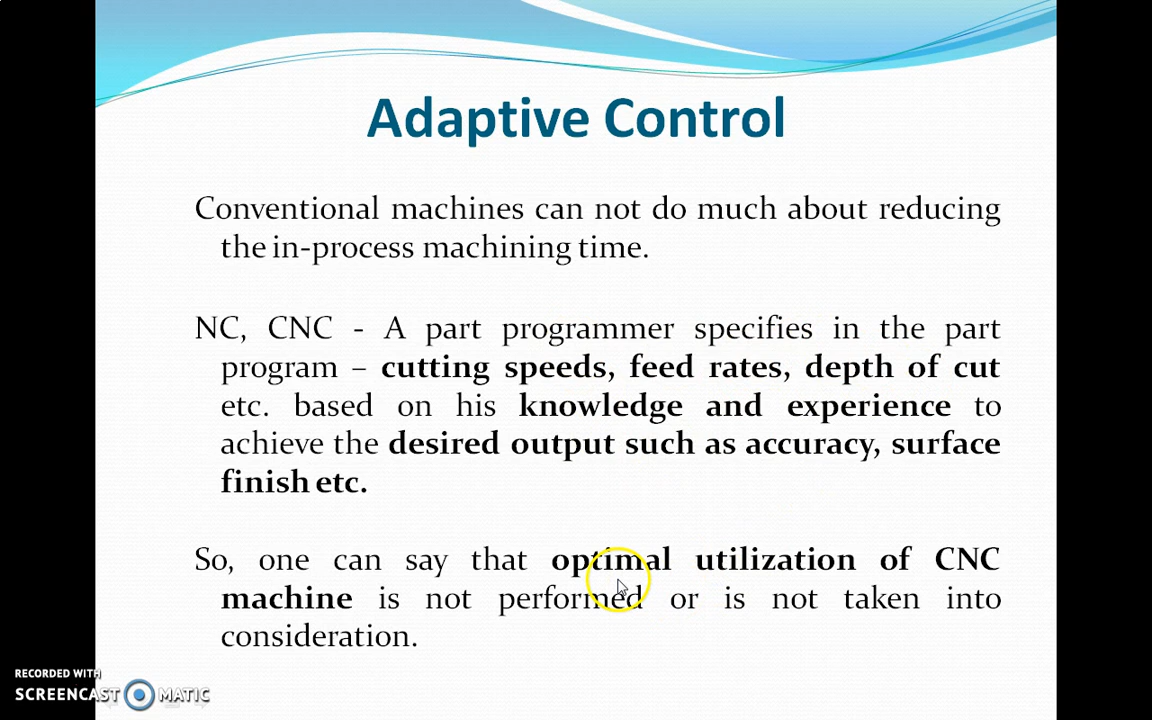 Adaptive Control
Conventional machines can not do much about reducing
the in-process machining time.
NC, CNC - A part programmer specifies in the part
program – cutting speeds, feed rates, depth of cut
etc. based on his knowledge and experience to
achieve the desired output such as accuracy, surface
finish etc.
So, one can say that optimal utilization of CNC
machine is not performed or is not taken into
consideration.
RECORDED WITH
SCREENCAST MATIC